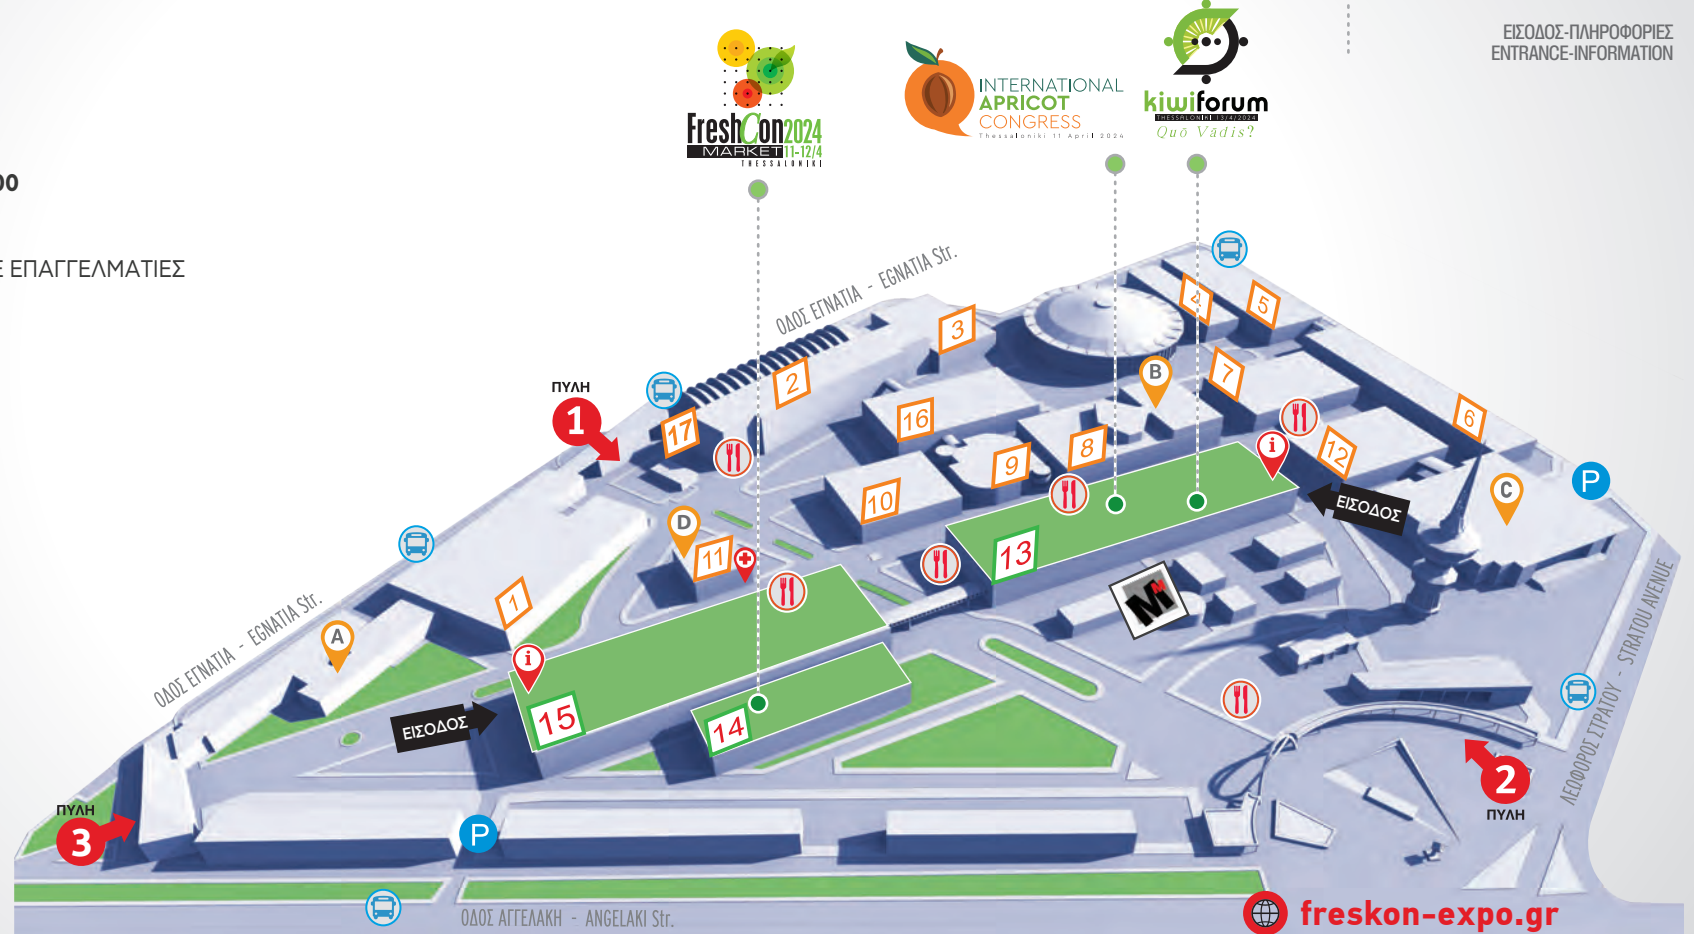 ΕΙΣΟΔΟΣ-ΠΛΗΡΟΦΟΡΙΕΣ
ENTRANCE-INFORMATION
FreshCon2024
MARKET 11-12/4
THESSALONIKI
INTERNATIONAL
APRICOT
CONGRESS
Thessaloniki 11 April 2024
kiwiforum
THESSALONIKI 13/4/2024
Quō Vādis?
00
Ε ΕΠΑΓΓΕΛΜΑΤΙΕΣ
ΟΔΟΣ ΕΓΝΑΤΙΑ - EGNATIA Str.
4
5
3
2
B
7
ΠΥΛΗ
1
17
16
8
9
6
12
i
10
C
P
ΕΙΣΟΔΟΣ
D
11
13
M
1
ΟΔΟΣ ΕΓΝΑΤΙΑ - EGNATIA Str.
A
i
15
14
ΕΙΣΟΔΟΣ
ΛΕΩΦΟΡΟΣ ΣΤΡΑΤΟΥ - STRATOU AVENUE
2
ΠΥΛΗ
ΠΥΛΗ
3
P
ΟΔΟΣ ΑΓΓΕΛΑΚΗ - ANGELAKI Str.
freskon-expo.gr